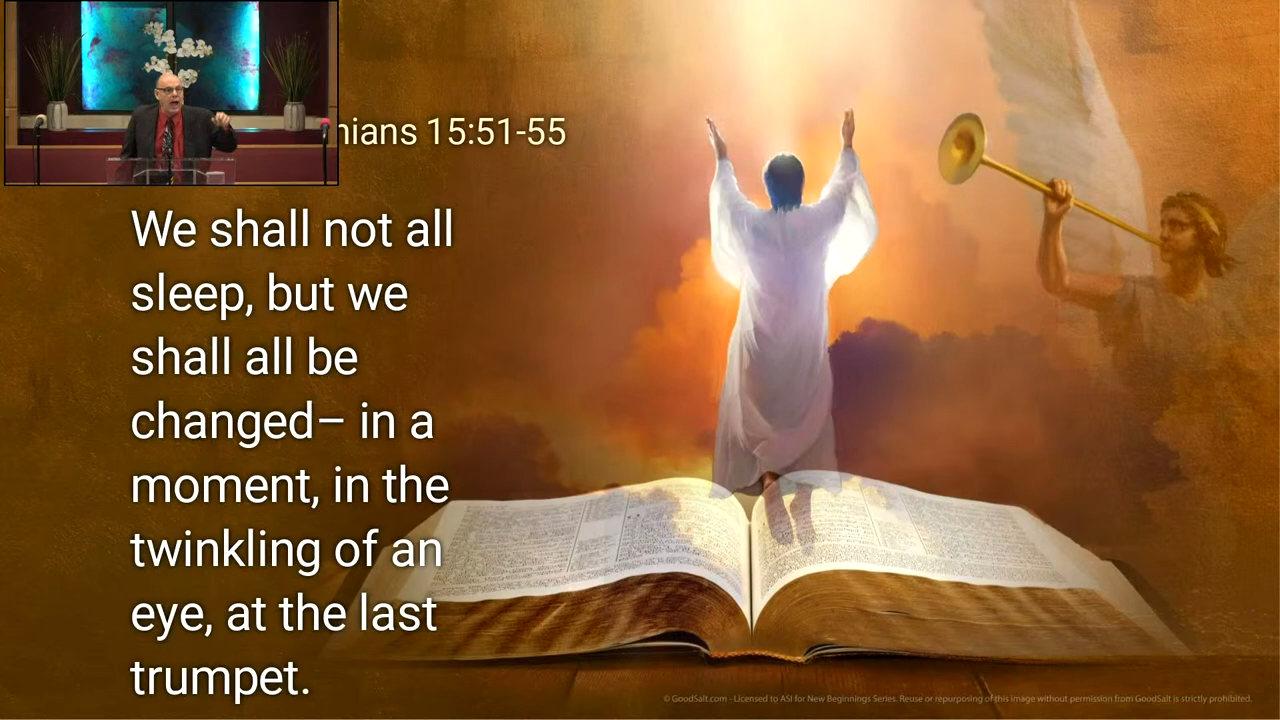 nians 15:51-55
We shall not all
sleep, but we
shall all be
changed– in a
moment, in the
twinkling of an
eye, at the last
trumpet.
© GoodSalt.com - Licensed to ASI for New Beginnings Series. Reuse or repurposing of this image without permission from GoodSalt is strictly prohibited.